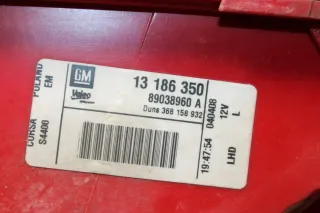 GM
Valeo
13 186 350
89038960 A
Duns 368 158 932
POLAND
EM
CORSA
S4400
040408
12V
L
19:47:54
LHD